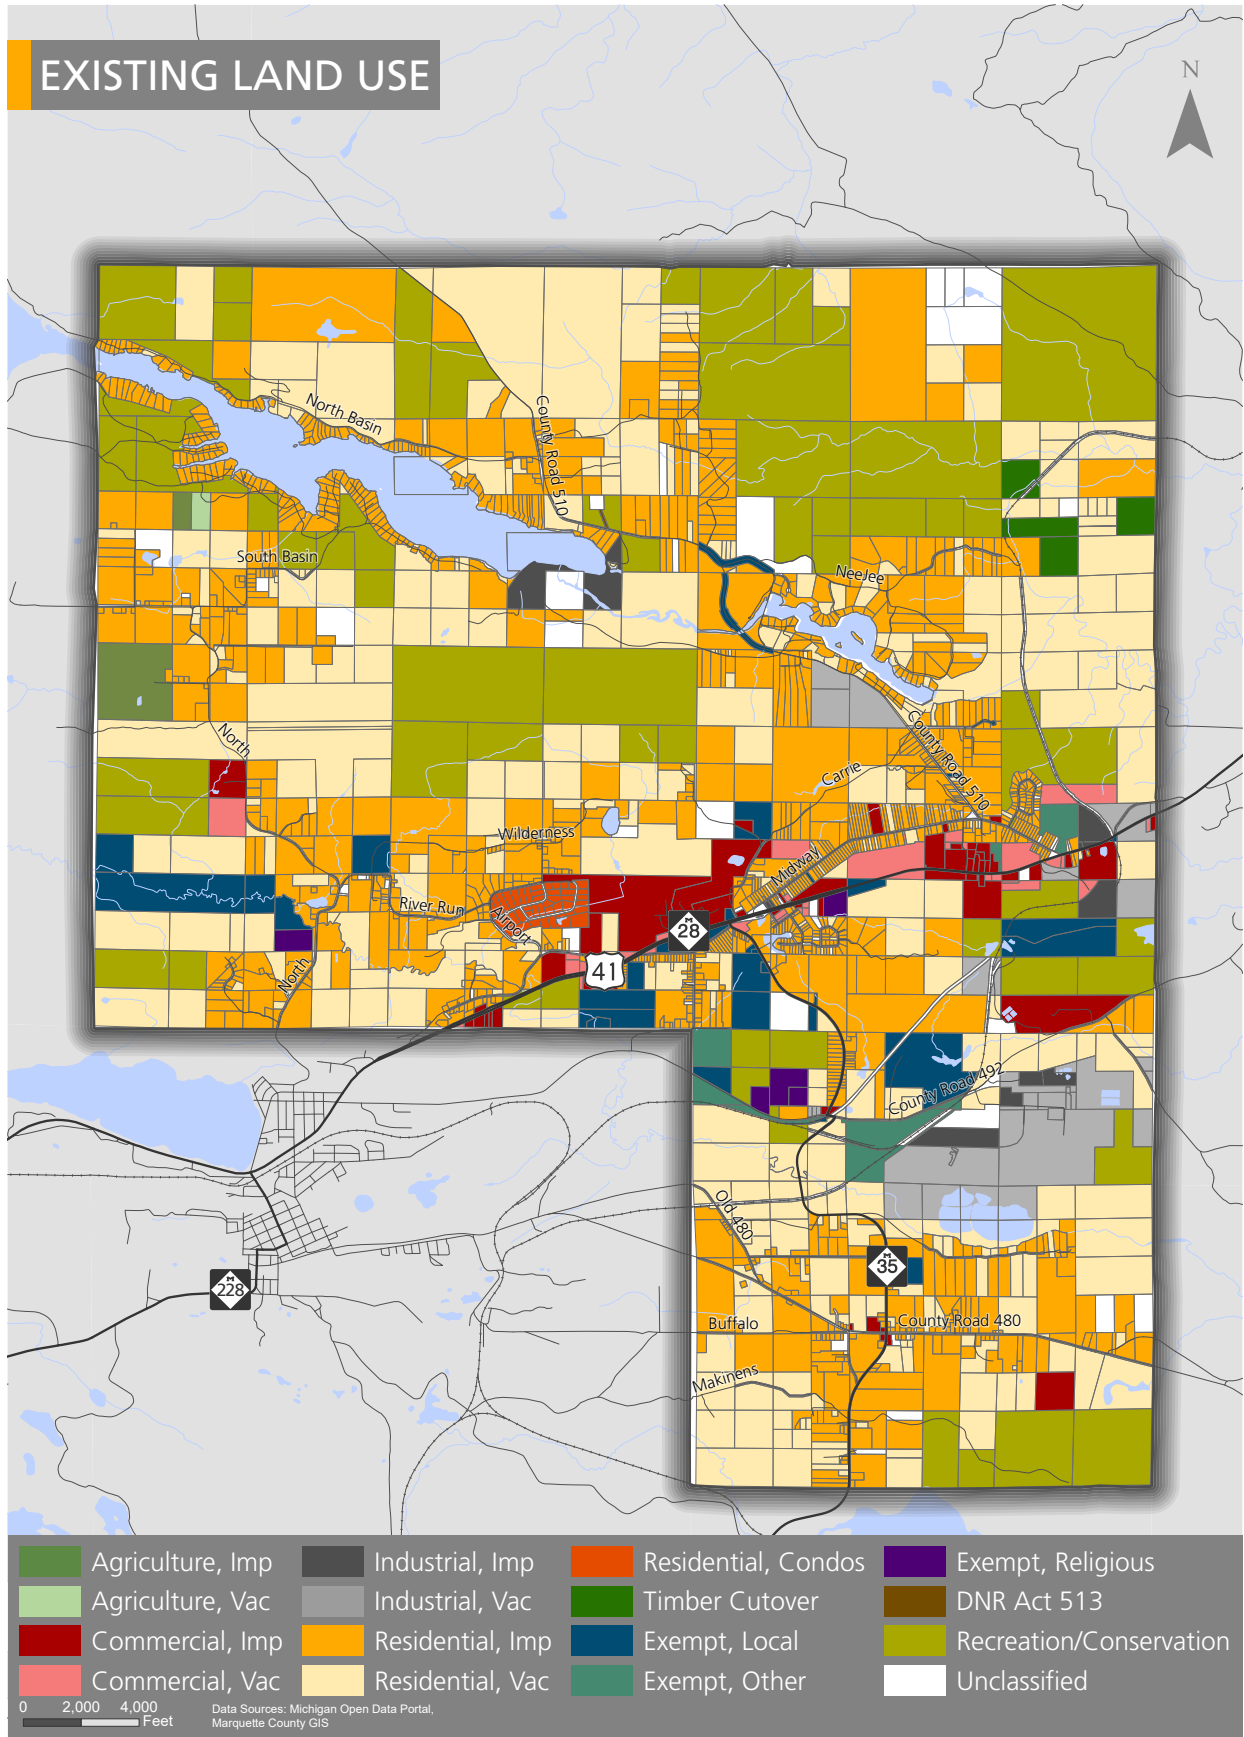 EXISTING LAND USE
N
North Basin
County Road 510
South Basin
NeeJee
North
County Road 510
Carrie
Wilderness
Midway
River Run
Airport
M
28
41
North
County Road 492
Old 480
M
35
M
228
Buffalo
County Road 480
Makinens
Agriculture, Imp
Industrial, Imp
Residential, Condos
Exempt, Religious
Agriculture, Vac
Industrial, Vac
Timber Cutover
DNR Act 513
Commercial, Imp
Residential, Imp
Exempt, Local
Recreation/Conservation
Commercial, Vac
Residential, Vac
Exempt, Other
Unclassified
0 2,000 4,000
Feet
Data Sources: Michigan Open Data Portal,
Marquette County GIS